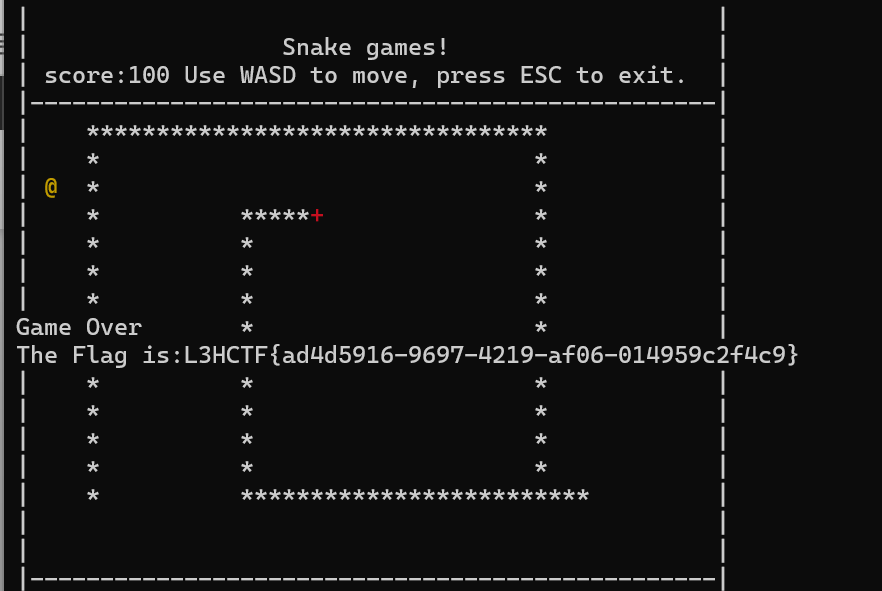 Snake games!
score:100 Use WASD to move, press ESC to exit.
Game Over
The Flag is:L3HCTF{ad4d5916-9697-4219-af06-014959c2f4c9}